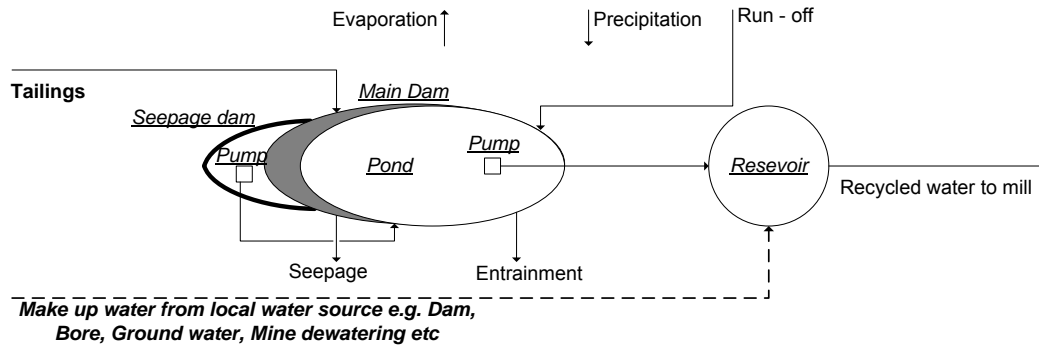 Evaporation
Precipitation
Run - off
Tailings
Main Dam
Seepage dam
Pump
Pond
Pump
Resevoir
Recycled water to mill
Seepage
Entrainment
Make up water from local water source e.g. Dam,
Bore, Ground water, Mine dewatering etc